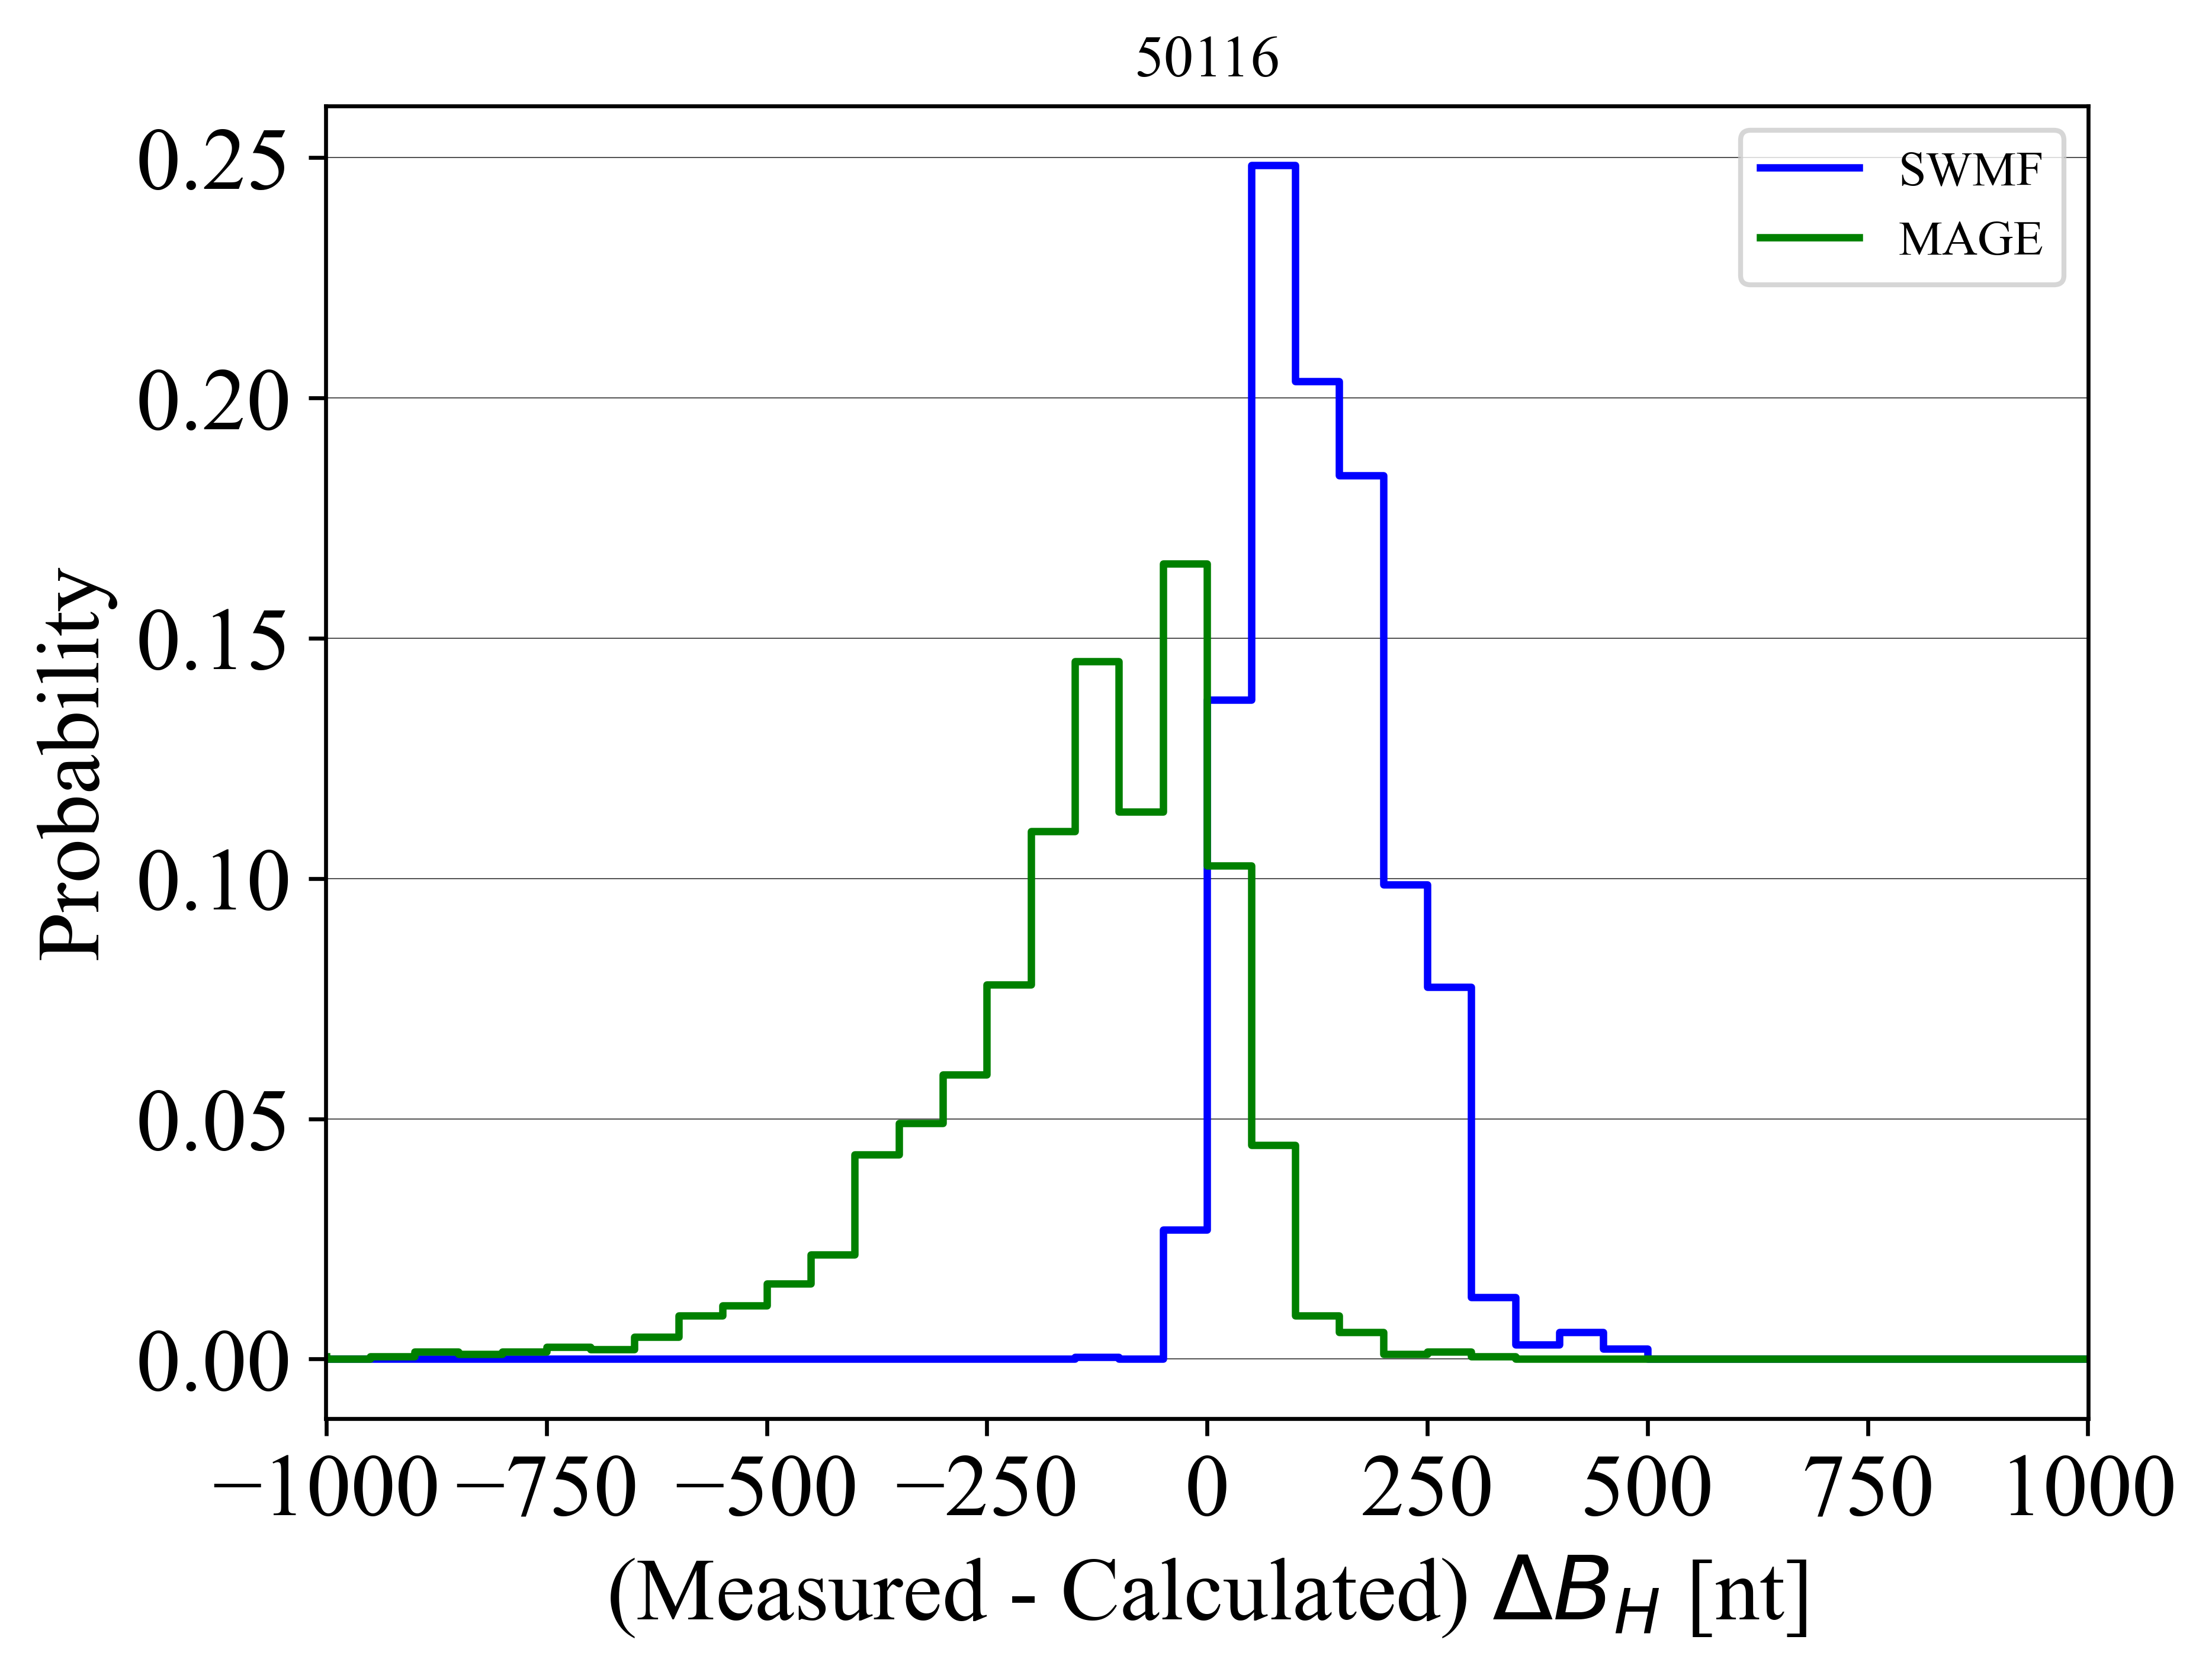 50116
SWMF
MAGE
Probability
0.25
0.20
0.15
0.10
0.05
0.00
−1000 −750 −500 −250 0 250 500 750 1000
(Measured - Calculated) ΔB_H [nt]